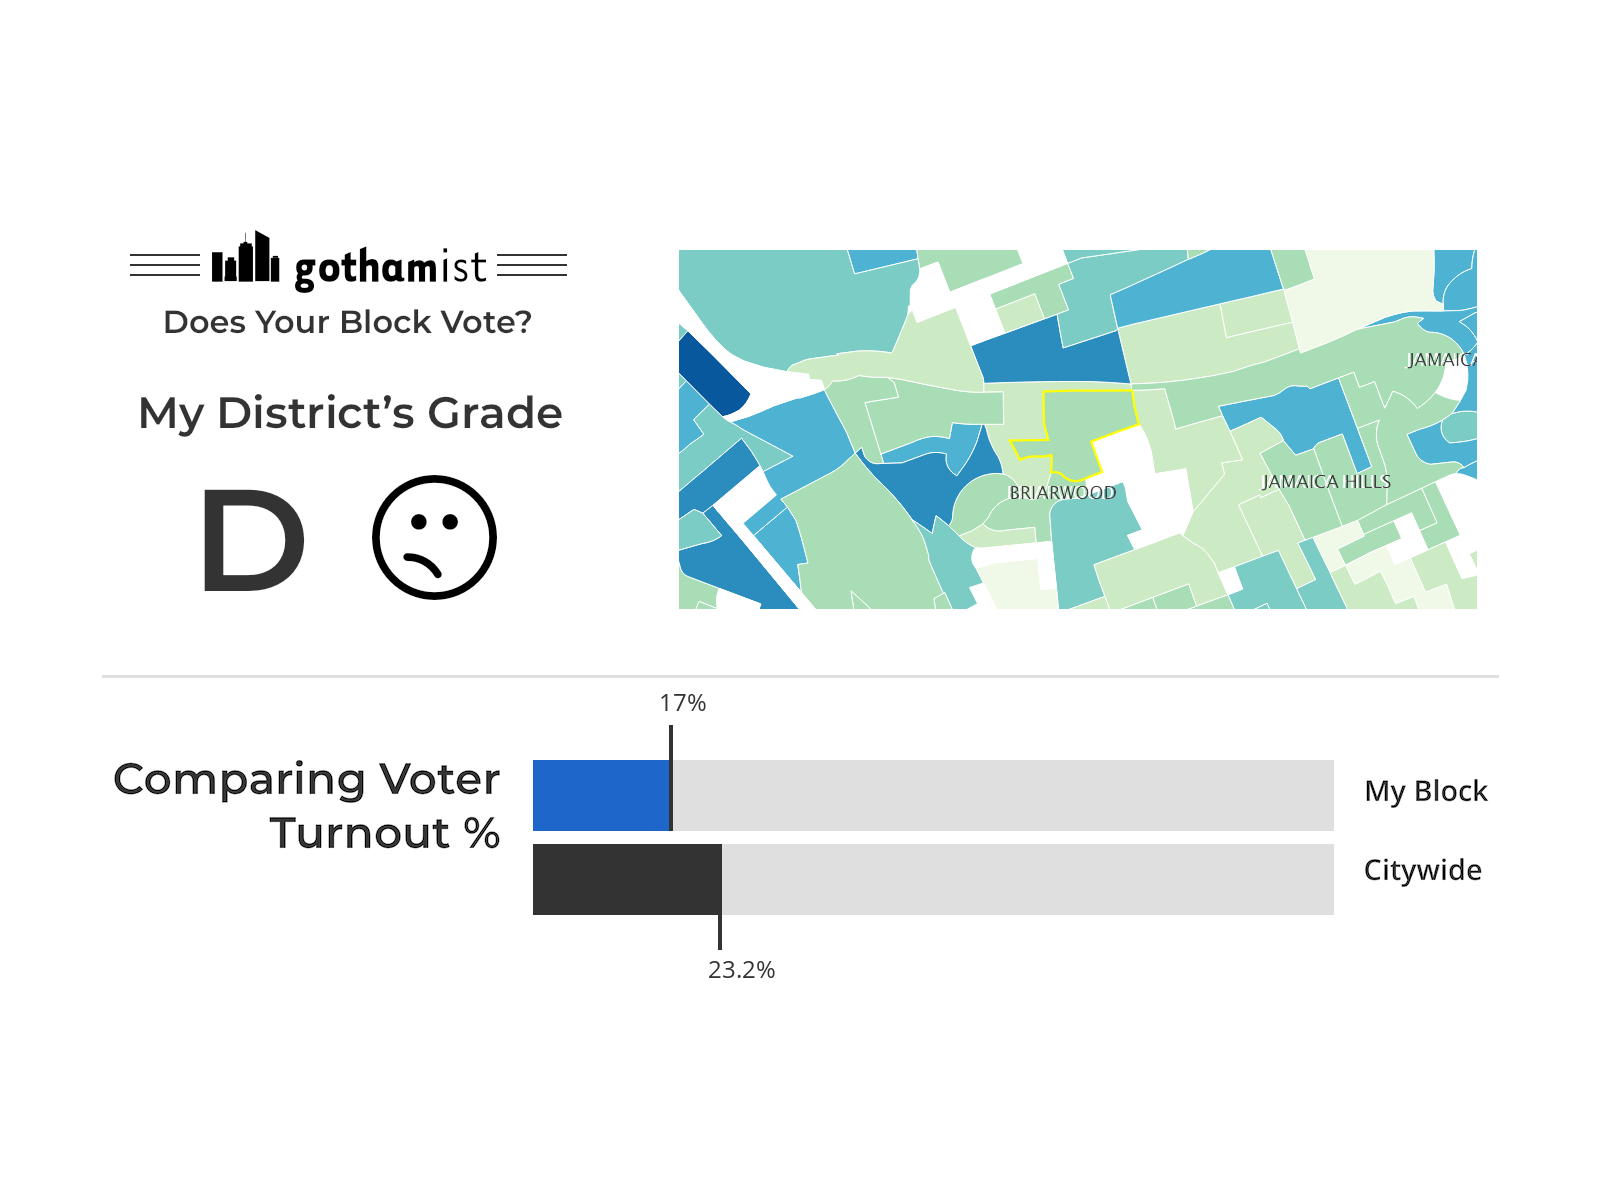 gothamist
Does Your Block Vote?
My District's Grade
D
JAMAICA
JAMAICA HILLS
BRIARWOOD
17%
Comparing Voter
Turnout %
My Block
Citywide
23.2%